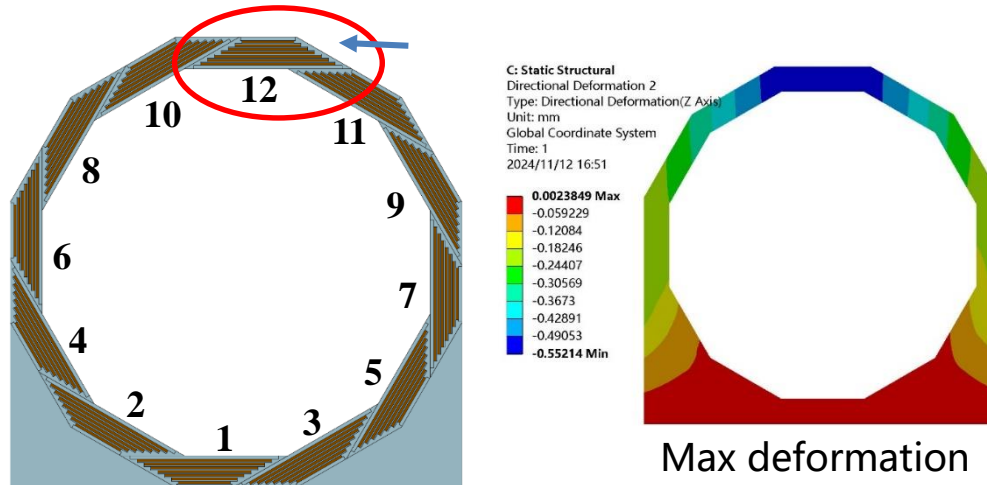 12
10
11
8
9
6
7
4
5
2
3
1
C: Static Structural
Directional Deformation 2
Type: Directional Deformation(Z Axis)
Unit: mm
Global Coordinate System
Time: 1
2024/11/12 16:51
0.0023849 Max
-0.059229
-0.12084
-0.18246
-0.24407
-0.30569
-0.3673
-0.42891
-0.49053
-0.55214 Min
Max deformation